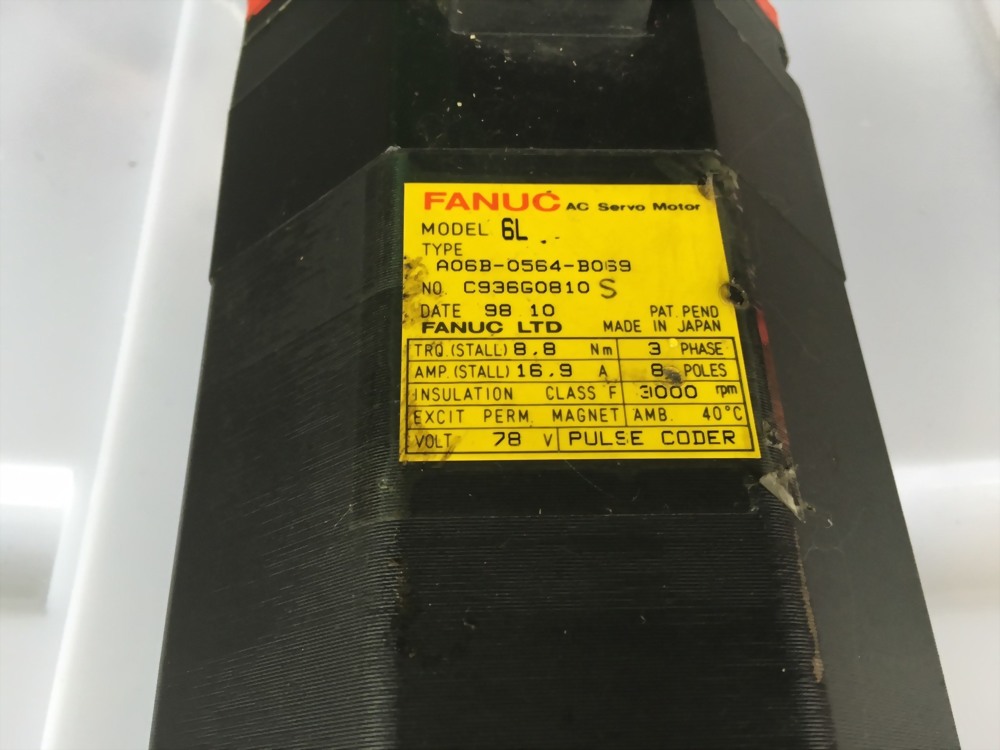 FANUC AC Servo Motor
MODEL 6L
TYPE
A06B-0564-B069
NO. C936G0810 S
DATE 98.10 PAT. PEND
FANUC LTD MADE IN JAPAN
TRQ.(STALL) 8.8 Nm 3 PHASE
AMP.(STALL) 16.9 A 8 POLES
INSULATION CLASS F 3000 rpm
EXCIT PERM. MAGNET AMB. 40°C
VOLT. 78 V PULSE CODER